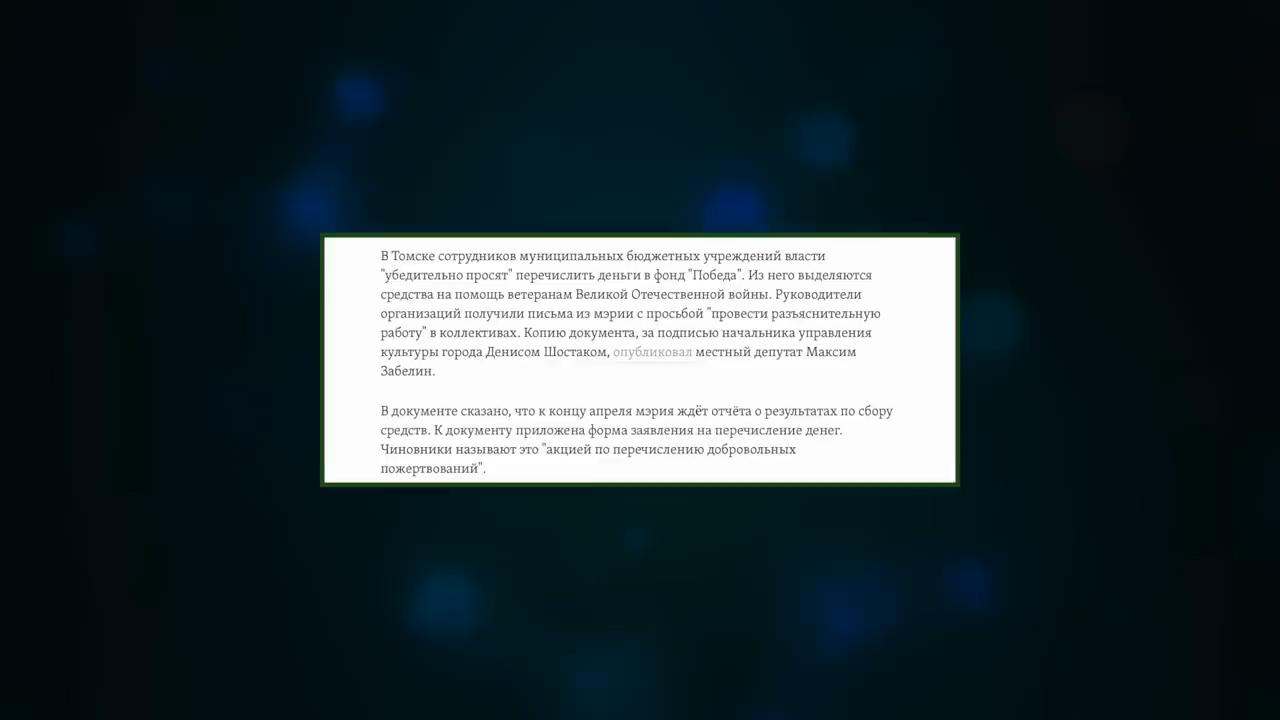 В Томске сотрудников муниципальных бюджетных учреждений власти
"убедительно просят" перечислить деньги в фонд "Победа". Из него выделяются
средства на помощь ветеранам Великой Отечественной войны. Руководители
организаций получили письма из мэрии с просьбой "провести разъяснительную
работу" в коллективах. Копию документа, за подписью начальника управления
культуры города Денисом Шостаком, опубликовал местный депутат Максим
Забелин.
В документе сказано, что к концу апреля мэрия ждёт отчёта о результатах по сбору
средств. К документу приложена форма заявления на перечисление денег.
Чиновники называют это "акцией по перечислению добровольных
пожертвований".